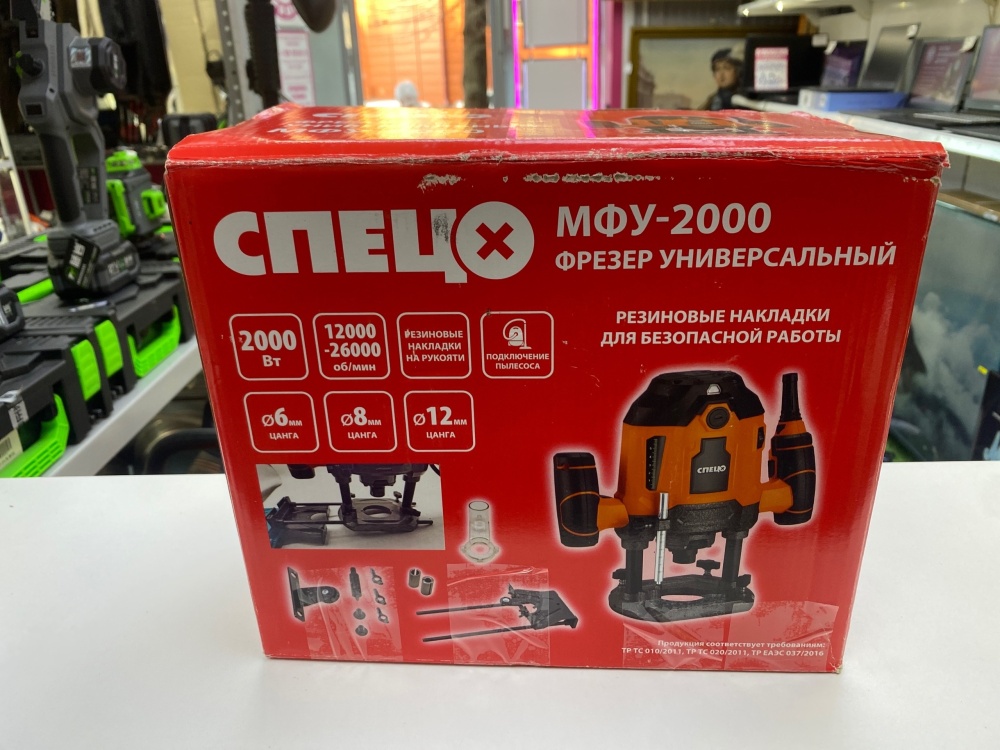 СПЕЦ
МФУ-2000
ФРЕЗЕР УНИВЕРСАЛЬНЫЙ
РЕЗИНОВЫЕ НАКЛАДКИ
ДЛЯ БЕЗОПАСНОЙ РАБОТЫ
2000
Вт
12000
-26000
об/мин
РЕЗИНОВЫЕ
НАКЛАДКИ
НА РУКОЯТИ
ПОДКЛЮЧЕНИЕ
ПЫЛЕСОСА
⌀6мм
ЦАНГА
⌀8мм
ЦАНГА
⌀12мм
ЦАНГА
СПЕЦ
Продукция соответствует требованиям:
ТР ТС 010/2011, ТР ТС 020/2011, ТР ЕАЭС 037/2016